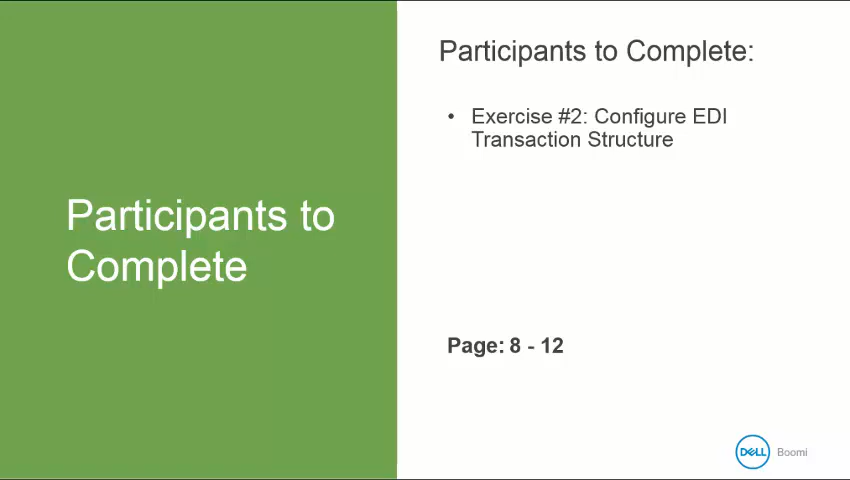 Participants to
Complete
Participants to Complete:
• Exercise #2: Configure EDI
Transaction Structure
Page: 8 - 12
DELL Boomi